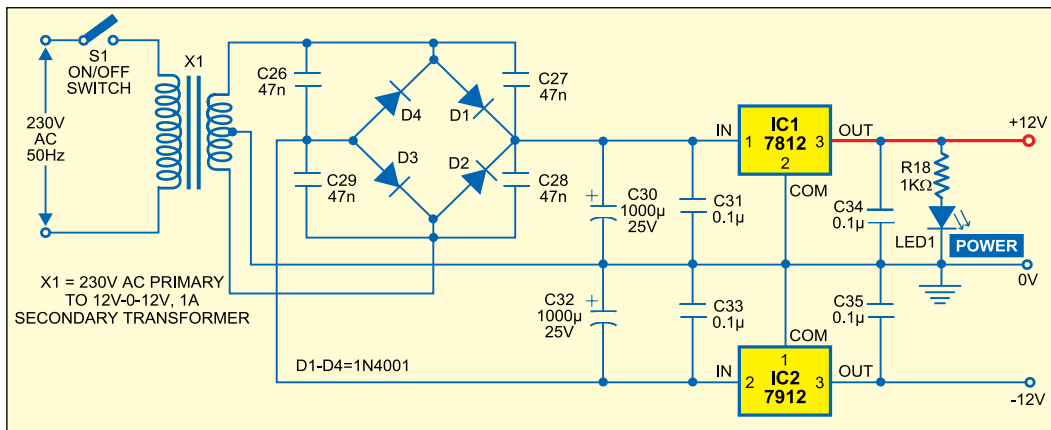 S1
ON/OFF
SWITCH
230V
AC
50Hz
X1
X1 = 230V AC PRIMARY
TO 12V-0-12V, 1A
SECONDARY TRANSFORMER
C26
47n
C27
47n
D4
D1
D3
D2
C29
47n
C28
47n
D1-D4=1N4001
C30
1000µ
25V
+
C31
0.1µ
C32
1000µ
25V
+
C33
0.1µ
IN
1
IC1
7812
2
3
OUT
COM
C34
0.1µ
R18
1KΩ
LED1
POWER
+12V
0V
C35
0.1µ
COM
IN
2
1
IC2
7912
3
OUT
-12V